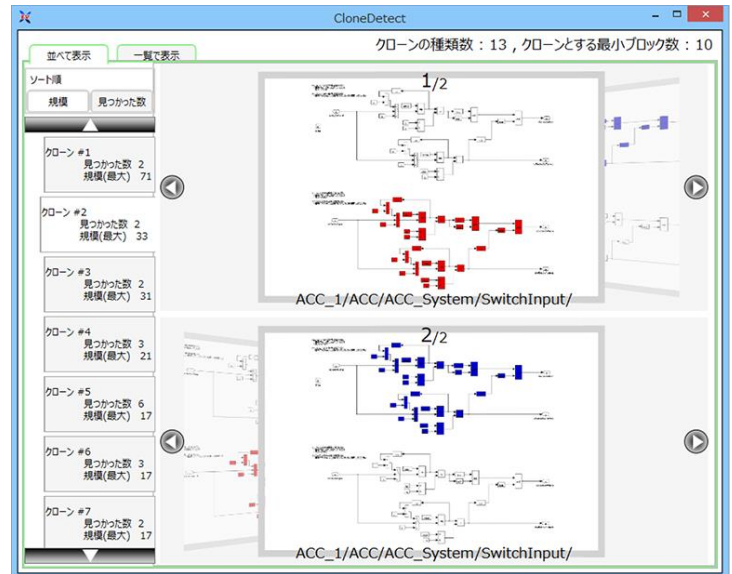 CloneDetect
クローンの種類数 : 13 , クローンとする最小ブロック数 : 10
並べて表示
一覧で表示
ソート順
規模
見つかった数
クローン #1
見つかった数 2
規模(最大) 71
クローン #2
見つかった数 2
規模(最大) 33
クローン #3
見つかった数 2
規模(最大) 31
クローン #4
見つかった数 3
規模(最大) 21
クローン #5
見つかった数 6
規模(最大) 17
クローン #6
見つかった数 3
規模(最大) 17
クローン #7
見つかった数 2
規模(最大) 17
1/2
ACC_1/ACC/ACC_System/SwitchInput/
2/2
ACC_1/ACC/ACC_System/SwitchInput/